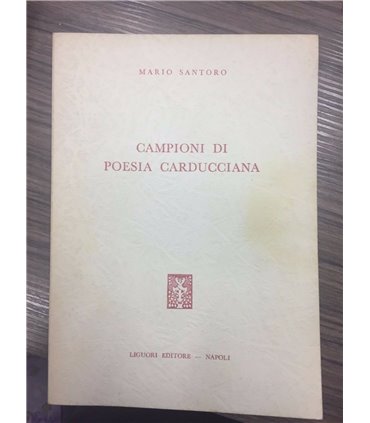 MARIO SANTORO
CAMPIONI DI
POESIA CARDUCCIANA
LIGUORI EDITORE — NAPOLI